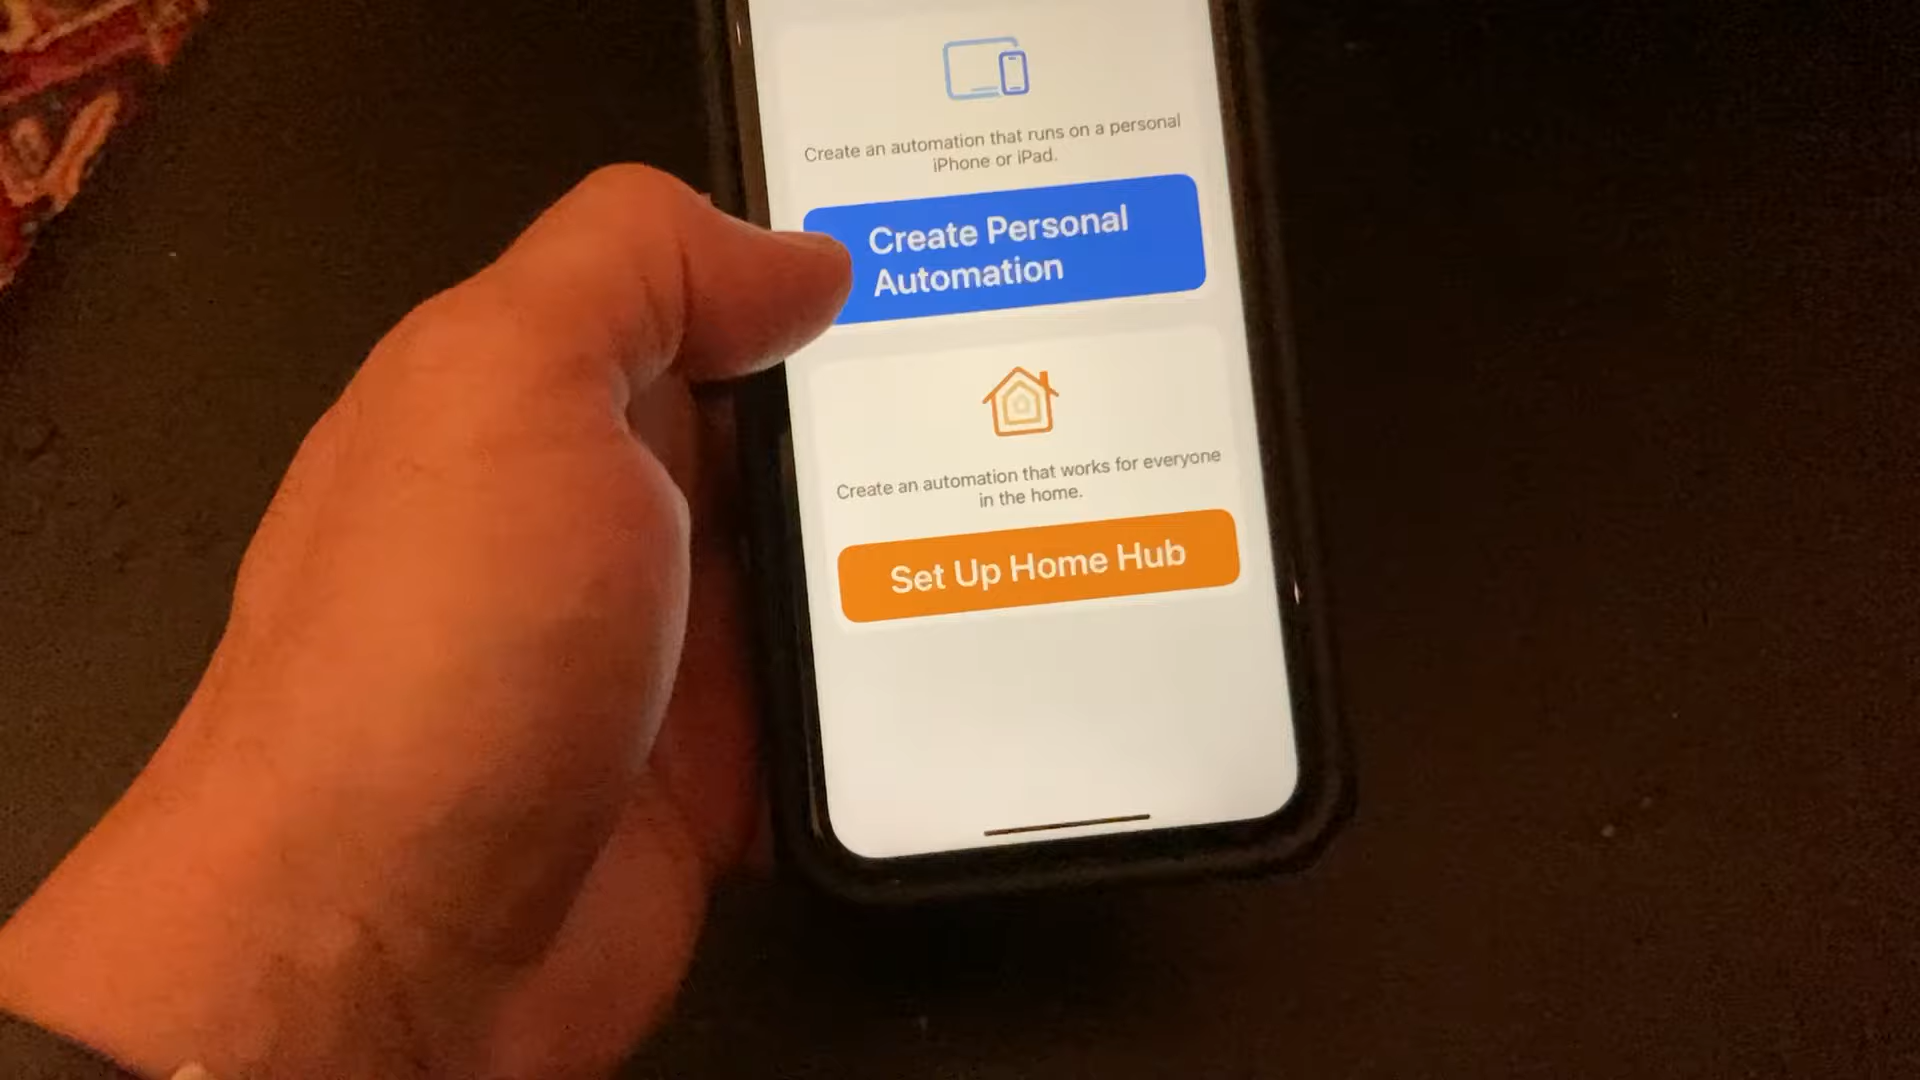 Create an automation that runs on a personal
iPhone or iPad.
Create Personal
Automation
Create an automation that works for everyone
in the home.
Set Up Home Hub